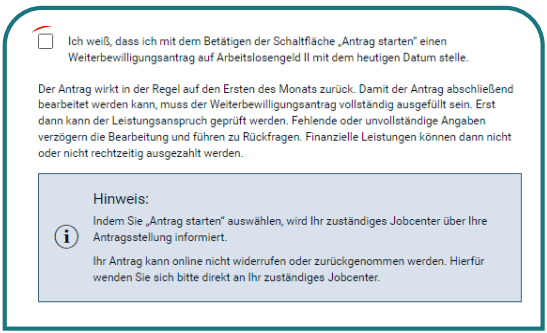 Ich weiß, dass ich mit dem Betätigen der Schaltfläche „Antrag starten“ einen
Weiterbewilligungsantrag auf Arbeitslosengeld II mit dem heutigen Datum stelle.
Der Antrag wirkt in der Regel auf den Ersten des Monats zurück. Damit der Antrag abschließend
bearbeitet werden kann, muss der Weiterbewilligungsantrag vollständig ausgefüllt sein. Erst
dann kann der Leistungsanspruch geprüft werden. Fehlende oder unvollständige Angaben
verzögern die Bearbeitung und führen zu Rückfragen. Finanzielle Leistungen können dann nicht
oder nicht rechtzeitig ausgezahlt werden.
Hinweis:
Indem Sie „Antrag starten“ auswählen, wird Ihr zuständiges Jobcenter über Ihre
Antragsstellung informiert.
Ihr Antrag kann online nicht widerrufen oder zurückgenommen werden. Hierfür
wenden Sie sich bitte direkt an Ihr zuständiges Jobcenter.